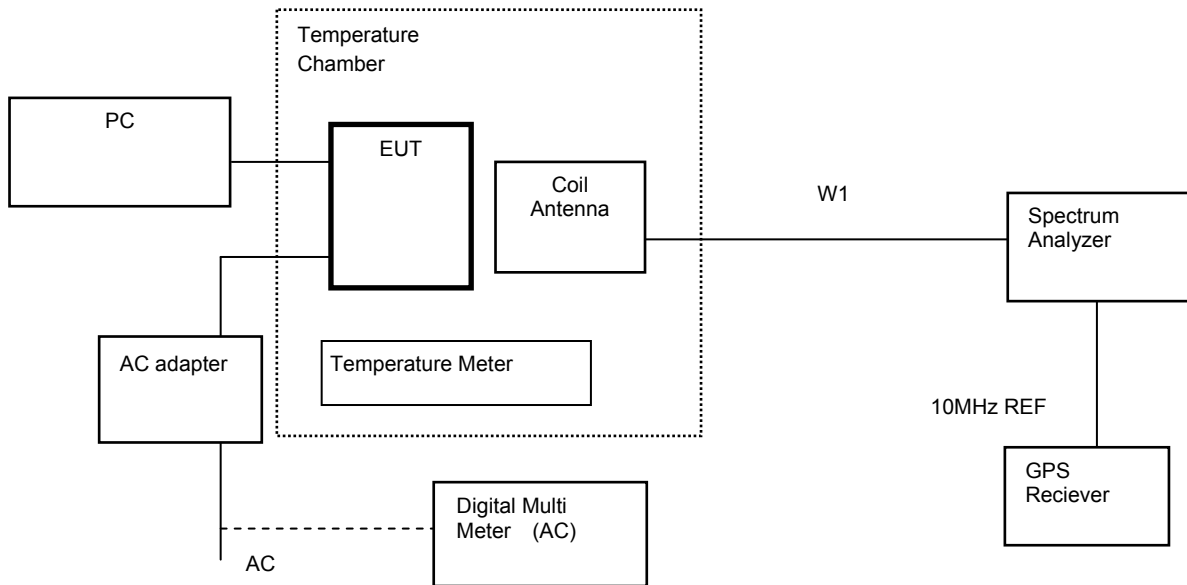 Temperature
Chamber
PC
EUT
Coil
Antenna
W1
Spectrum
Analyzer
AC adapter
Temperature Meter
10MHz REF
GPS
Reciever
Digital Multi
Meter (AC)
AC